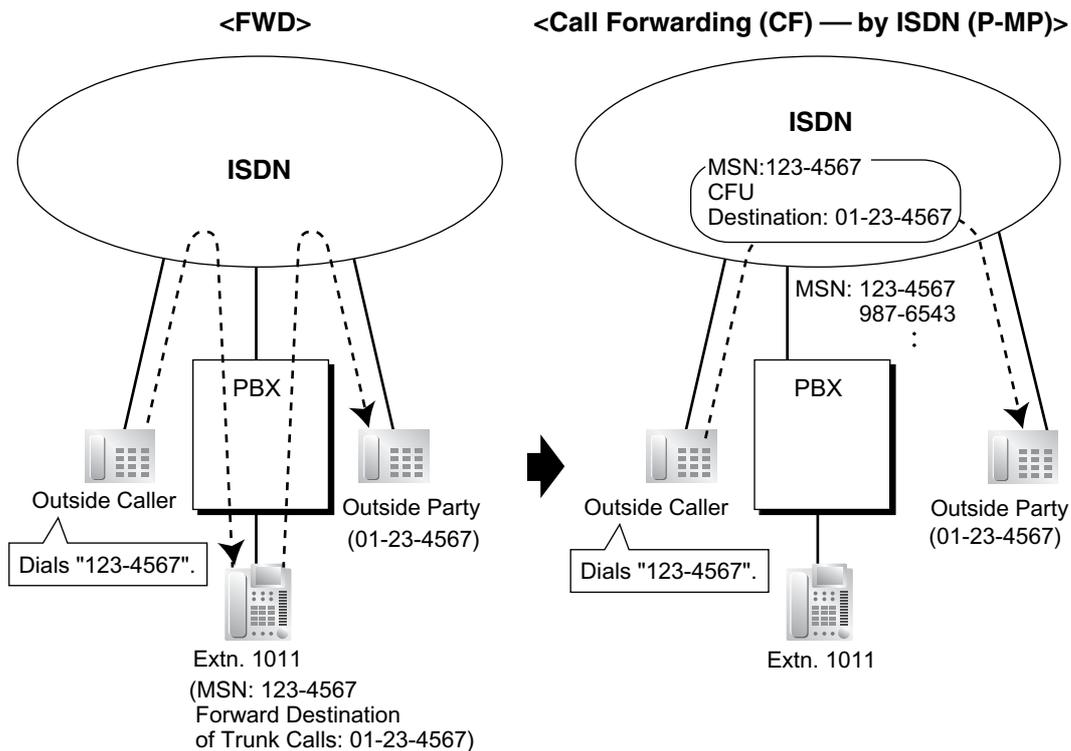 <FWD>
ISDN
PBX
Outside Caller
Dials "123-4567".
Outside Party
(01-23-4567)
Extn. 1011
(MSN: 123-4567
Forward Destination
of Trunk Calls: 01-23-4567)
<Call Forwarding (CF) — by ISDN (P-MP)>
ISDN
MSN:123-4567
CFU
Destination: 01-23-4567
MSN: 123-4567
987-6543
:
PBX
Outside Caller
Dials "123-4567".
Outside Party
(01-23-4567)
Extn. 1011